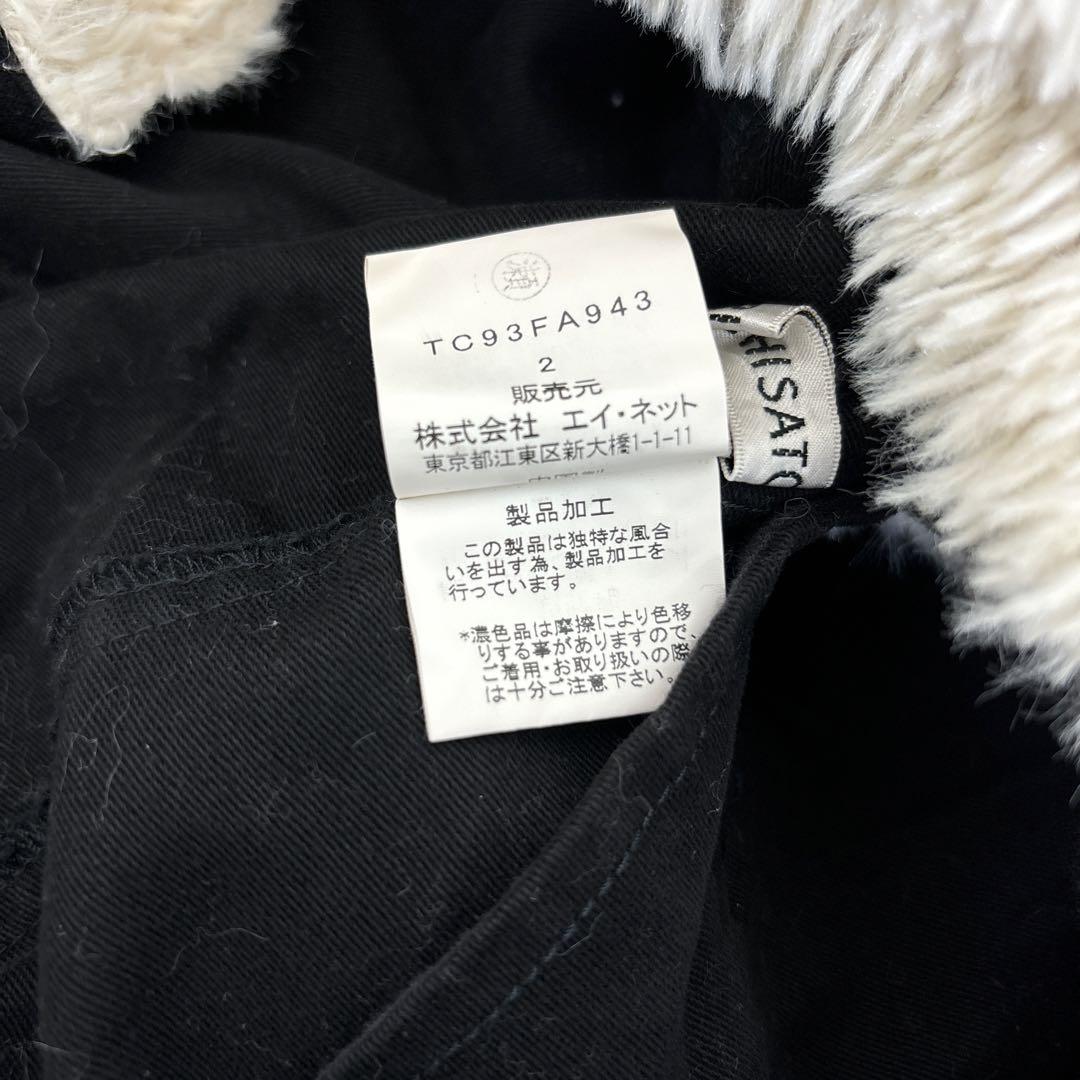 瀬
TC93FA943
2
販売元
株式会社 エイ・ネット
東京都江東区新大橋1-1-11
製品加工
この製品は独特な風合
いを出す為、製品加工を
行っています。
*濃色品は摩擦により色移
りする事がありますので、
ご着用・お取り扱いの際
は十分ご注意下さい。
HISATO